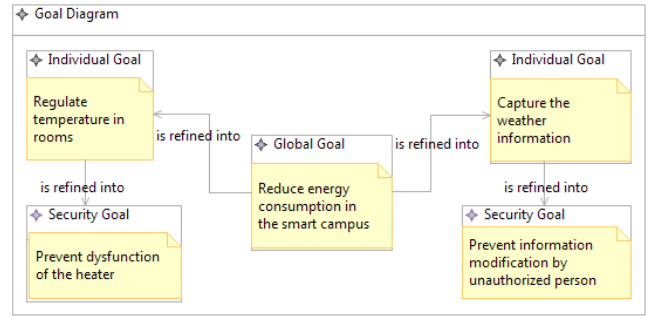 Goal Diagram
Individual Goal
Regulate
temperature in
rooms
is refined into
Security Goal
Prevent dysfunction
of the heater
is refined into
Global Goal
Reduce energy
consumption in
the smart campus
is refined into
Individual Goal
Capture the
weather
information
is refined into
Security Goal
Prevent information
modification by
unauthorized person